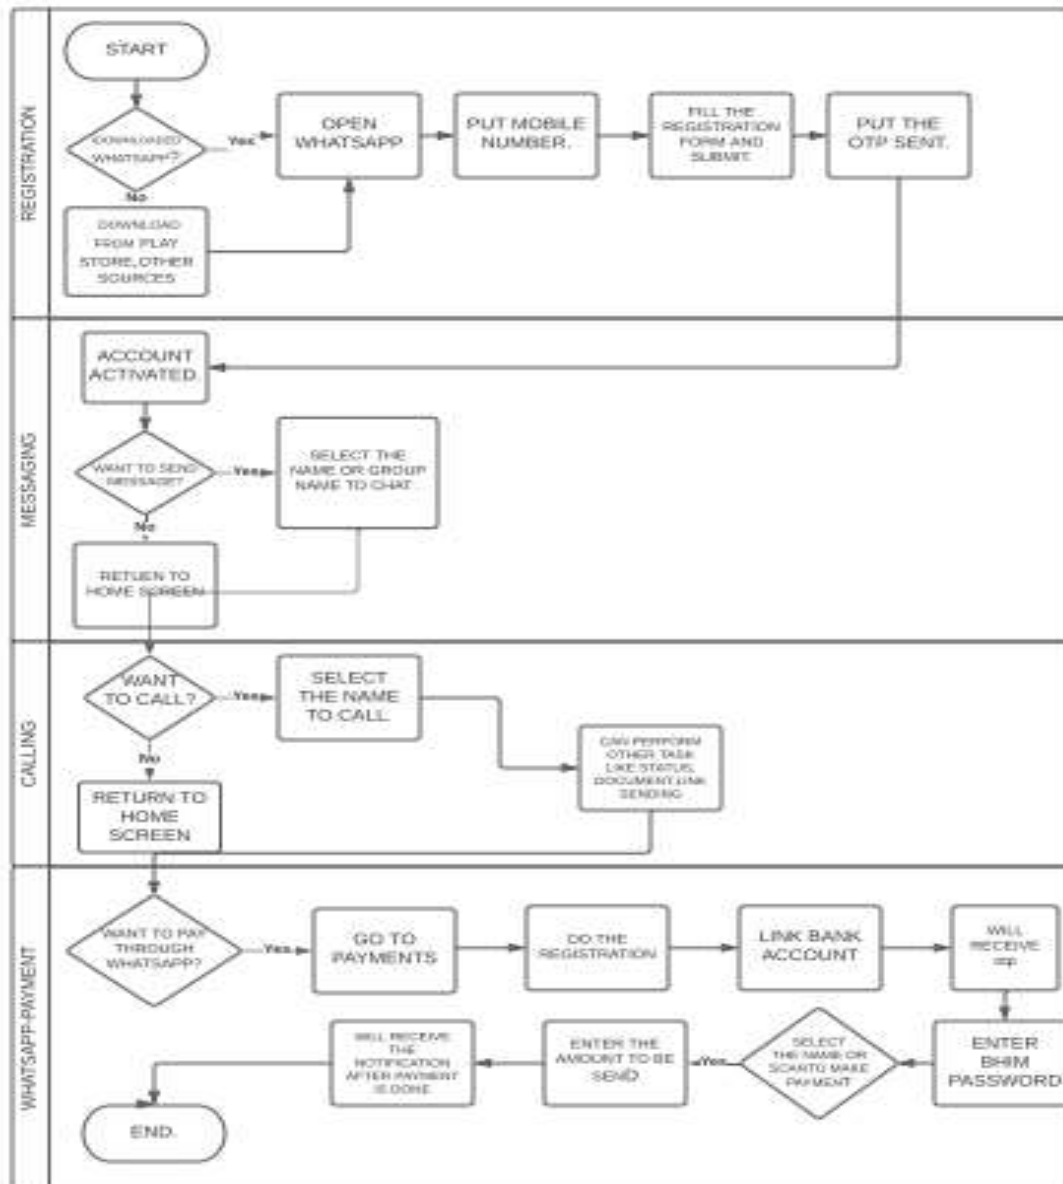 REGISTRATION
START
DOWNLOADED
WHATSAPP?
Yes
No
OPEN
WHATSAPP
PUT MOBILE
NUMBER.
FILL THE
REGISTRATION
FORM AND
SUBMIT.
PUT THE
OTP SENT.
DOWNLOAD
FROM PLAY
STORE,OTHER
SOURCES
MESSAGING
ACCOUNT
ACTIVATED.
WANT TO SEND
MESSAGE?
Yes
No
SELECT THE
NAME OR GROUP
NAME TO CHAT
RETUEN TO
HOME SCREEN
CALLING
WANT
TO CALL?
Yes
No
SELECT
THE NAME
TO CALL
CAN PERFORM
OTHER TASK
LIKE STATUS,
DOCUMENT,LINK
SENDING
RETURN TO
HOME
SCREEN
WHATSAPP-PAYMENT
WANT TO PAY
THROUGH
WHATSAPP?
Yes
GO TO
PAYMENTS
DO THE
REGISTRATION
LINK BANK
ACCOUNT
WILL
RECEIVE
otp
ENTER
BHIM
PASSWORD
SELECT
THE NAME OR
SCANTO MAKE
PAYMENT
Yes
ENTER THE
AMOUNT TO BE
SEND
WILL RECEIVE
THE
NOTIFICATION
AFTER PAYMENT
IS DONE
END.